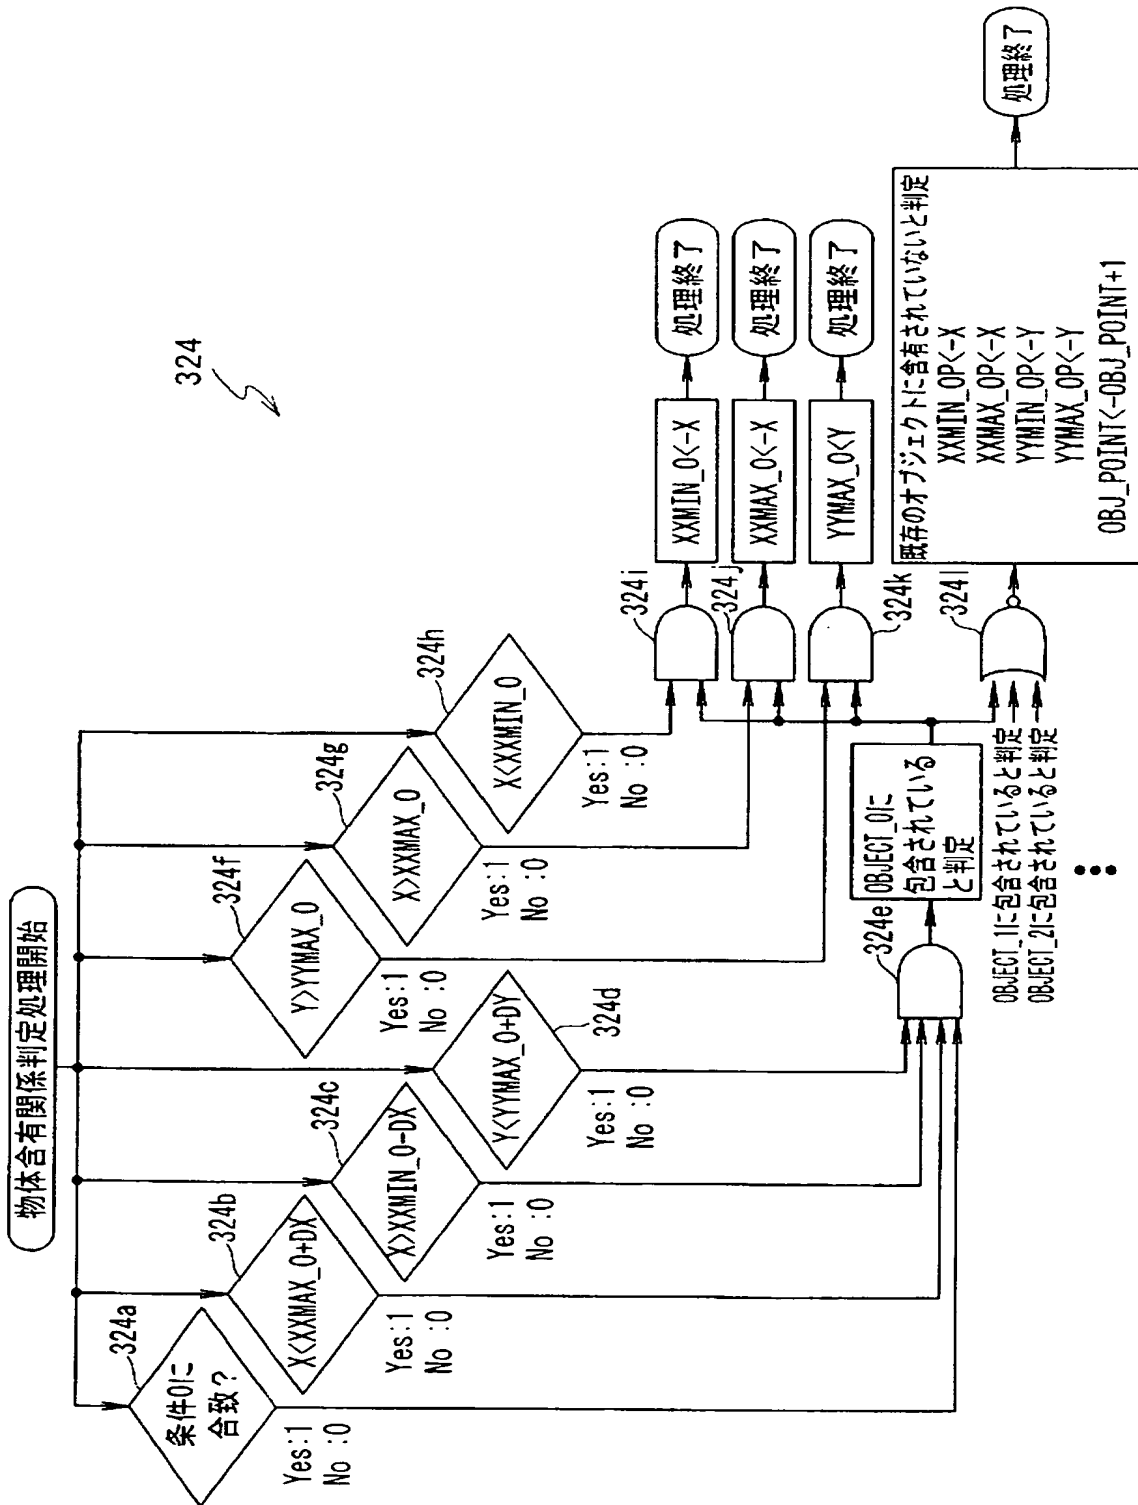 物体含有関係判定処理開始
324
324a
条件0に
合致?
Yes:1
No :0
324b
X<XXMAX_0+DX
Yes:1
No :0
324c
X>XXMIN_0-DX
Yes:1
No :0
324d
Y<YYMAX_0+DY
Yes:1
No :0
324f
Y>YYMAX_0
Yes:1
No :0
324g
X>XXMAX_0
Yes:1
No :0
324h
X<XXMIN_0
Yes:1
No :0
324e
OBJECT_0に
包含されている
と判定
324i
XXMIN_0<-X
処理終了
324j
XXMAX_0<-X
処理終了
324k
YYMAX_0<Y
処理終了
OBJECT_1に包含されていると判定
OBJECT_2に包含されていると判定
324l
既存のオブジェクトに含有されていないと判定
XXMIN_OP<-X
XXMAX_OP<-X
YYMIN_OP<-Y
YYMAX_OP<-Y
OBJ_POINT<-OBJ_POINT+1
処理終了